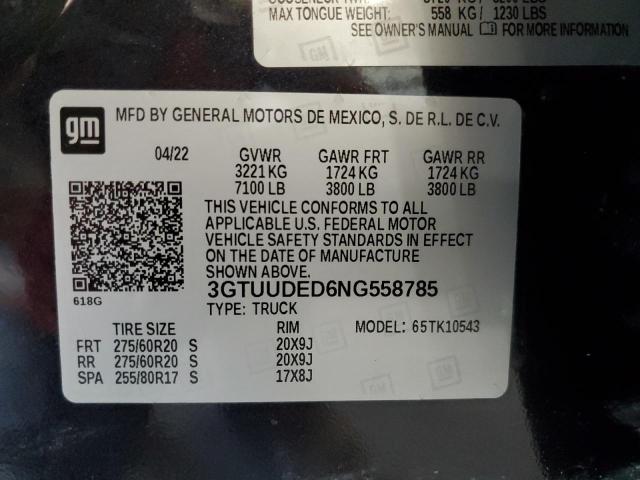 MAX TONGUE WEIGHT: 558 KG/ 1230 LBS
SEE OWNER'S MANUAL FOR MORE INFORMATION
GM
gm
MFD BY GENERAL MOTORS DE MEXICO, S. DE R.L. DE C.V.
04/22 GVWR GAWR FRT GAWR RR
3221 KG 1724 KG 1724 KG
7100 LB 3800 LB 3800 LB
THIS VEHICLE CONFORMS TO ALL
APPLICABLE U.S. FEDERAL MOTOR
VEHICLE SAFETY STANDARDS IN EFFECT
ON THE DATE OF MANUFACTURE
SHOWN ABOVE.
618G
3GTUUDED6NG558785
TYPE: TRUCK
TIRE SIZE RIM MODEL: 65TK10543
FRT 275/60R20 S 20X9J
RR 275/60R20 S 20X9J
SPA 255/80R17 S 17X8J